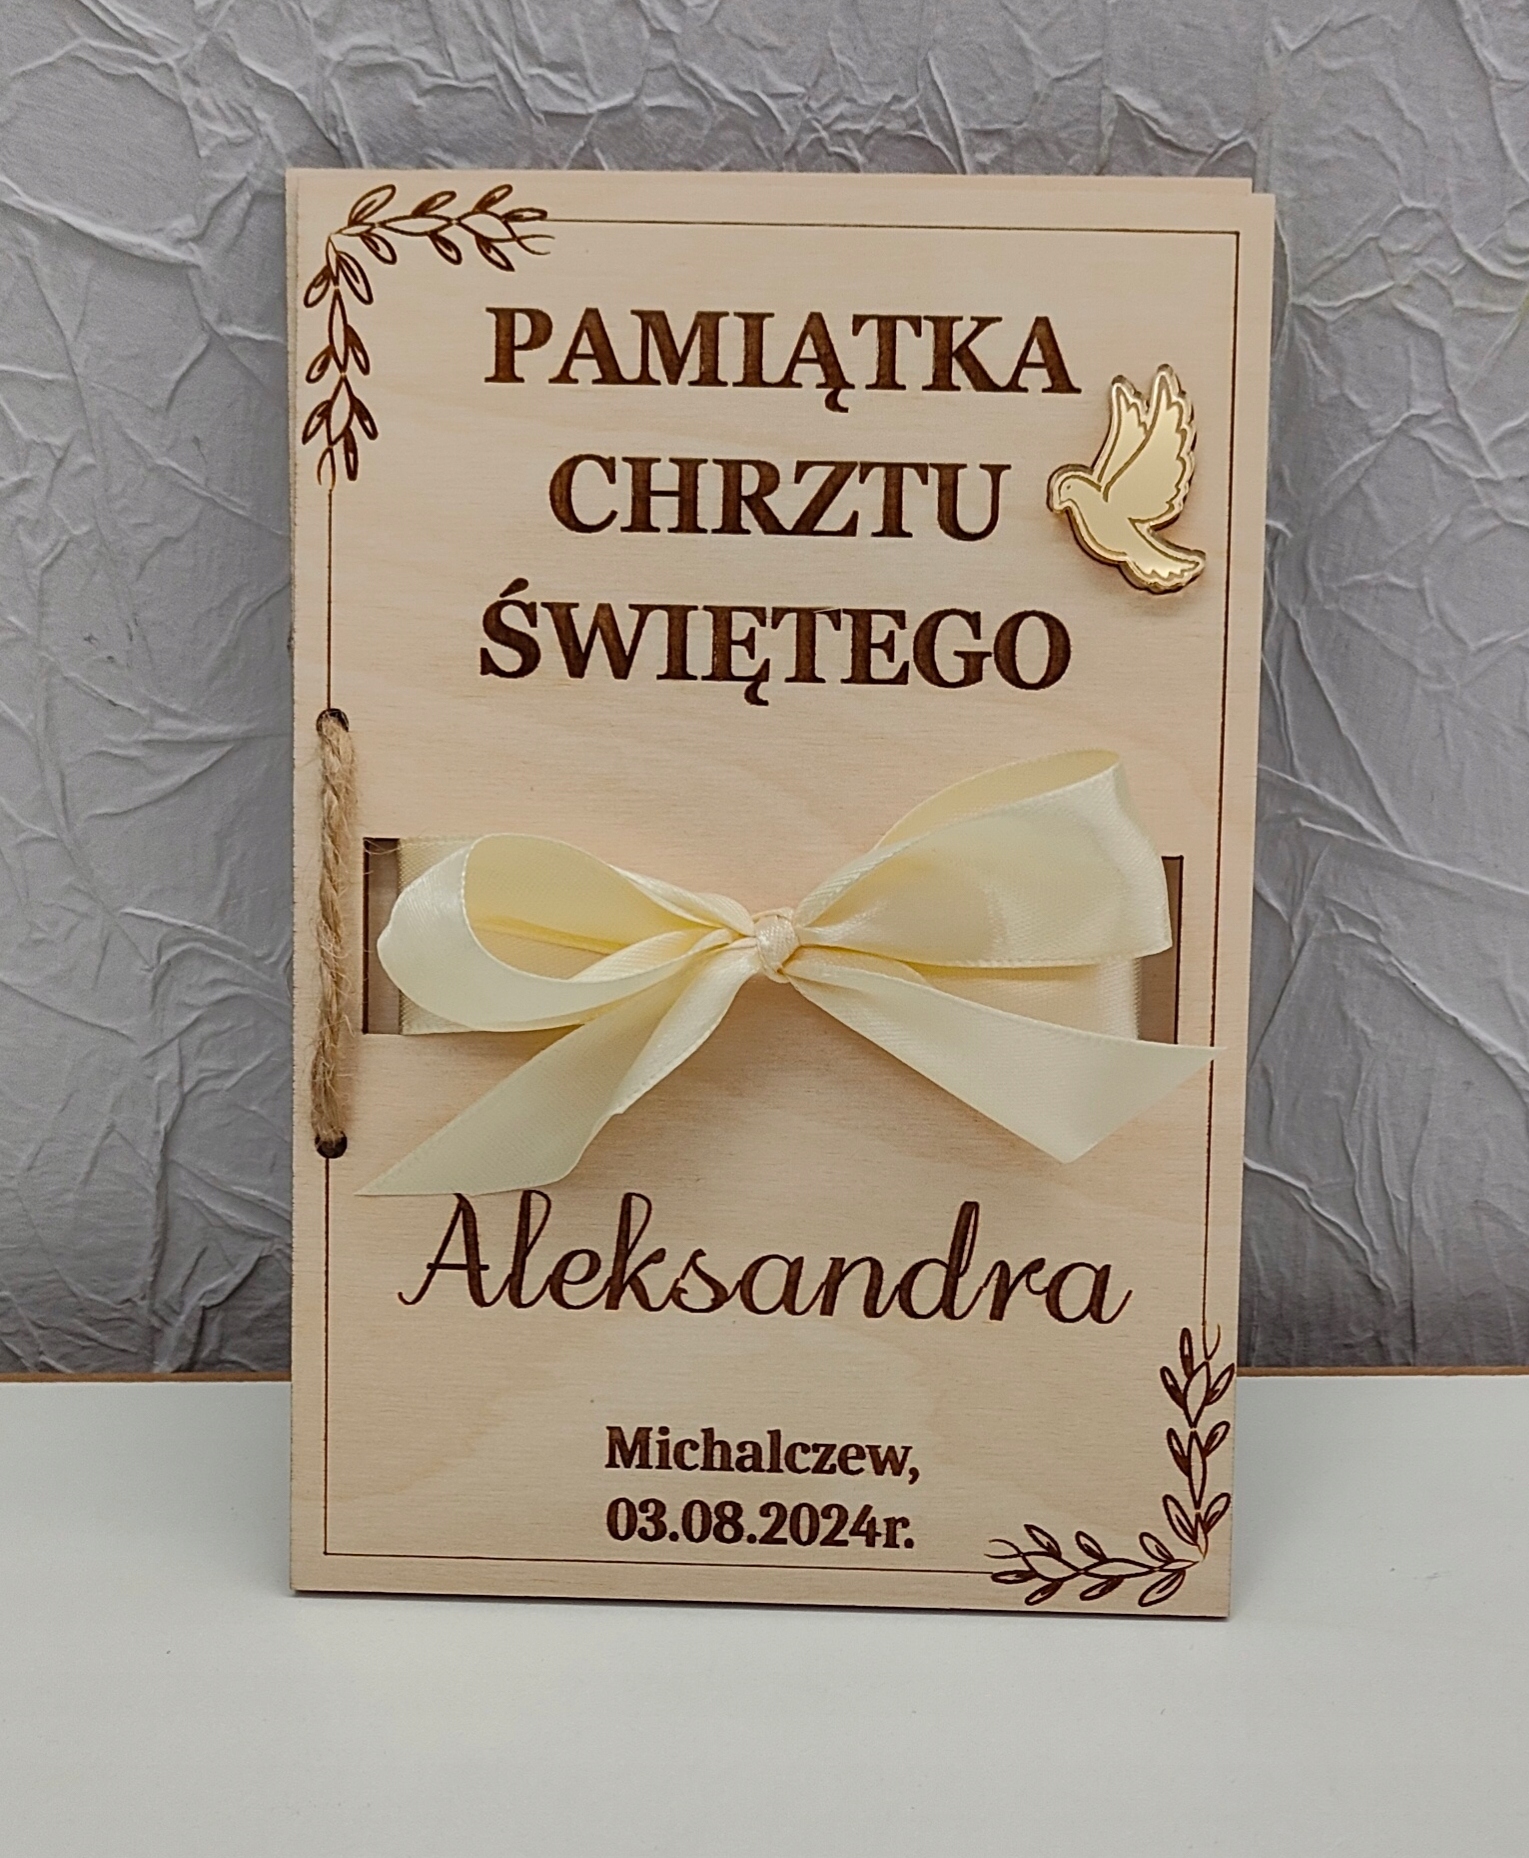 PAMIĄTKA
CHRZTU
ŚWIĘTEGO
Aleksandra
Michalczew,
03.08.2024r.